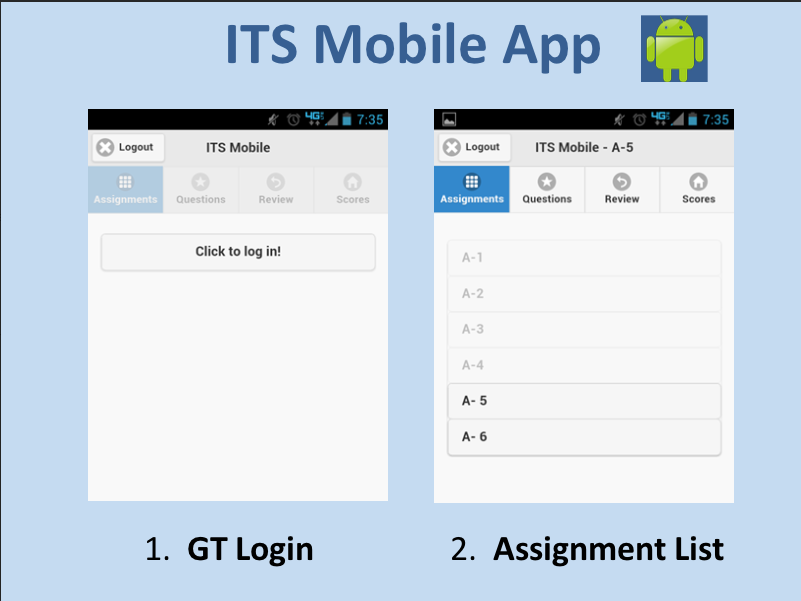 ITS Mobile App
4G 7:35
Logout ITS Mobile
Assignments Questions Review Scores
Click to log in!
1. GT Login
4G 7:35
Logout ITS Mobile - A-5
Assignments Questions Review Scores
A-1
A-2
A-3
A-4
A- 5
A- 6
2. Assignment List